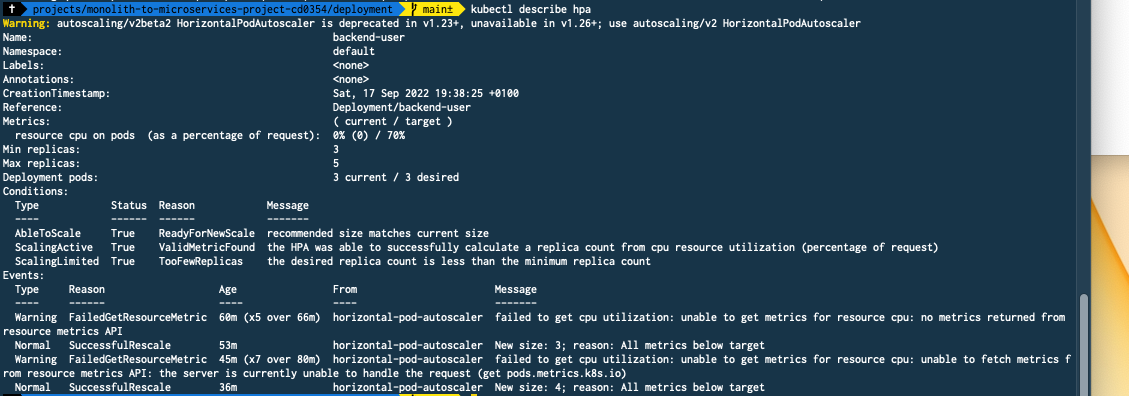 projects/monolith-to-microservices-project-cd0354/deployment main± kubectl describe hpa
Warning: autoscaling/v2beta2 HorizontalPodAutoscaler is deprecated in v1.23+, unavailable in v1.26+; use autoscaling/v2 HorizontalPodAutoscaler
Name: backend-user
Namespace: default
Labels: <none>
Annotations: <none>
CreationTimestamp: Sat, 17 Sep 2022 19:38:25 +0100
Reference: Deployment/backend-user
Metrics: ( current / target )
resource cpu on pods (as a percentage of request): 0% (0) / 70%
Min replicas: 3
Max replicas: 5
Deployment pods: 3 current / 3 desired
Conditions:
Type Status Reason Message
---- ------ ------ -------
AbleToScale True ReadyForNewScale recommended size matches current size
ScalingActive True ValidMetricFound the HPA was able to successfully calculate a replica count from cpu resource utilization (percentage of request)
ScalingLimited True TooFewReplicas the desired replica count is less than the minimum replica count
Events:
Type Reason Age From Message
---- ------ ---- ---- -------
Warning FailedGetResourceMetric 60m (x5 over 66m) horizontal-pod-autoscaler failed to get cpu utilization: unable to get metrics for resource cpu: no metrics returned from
resource metrics API
Normal SuccessfulRescale 53m horizontal-pod-autoscaler New size: 3; reason: All metrics below target
Warning FailedGetResourceMetric 45m (x7 over 80m) horizontal-pod-autoscaler failed to get cpu utilization: unable to get metrics for resource cpu: unable to fetch metrics f
rom resource metrics API: the server is currently unable to handle the request (get pods.metrics.k8s.io)
Normal SuccessfulRescale 36m horizontal-pod-autoscaler New size: 4; reason: All metrics below target